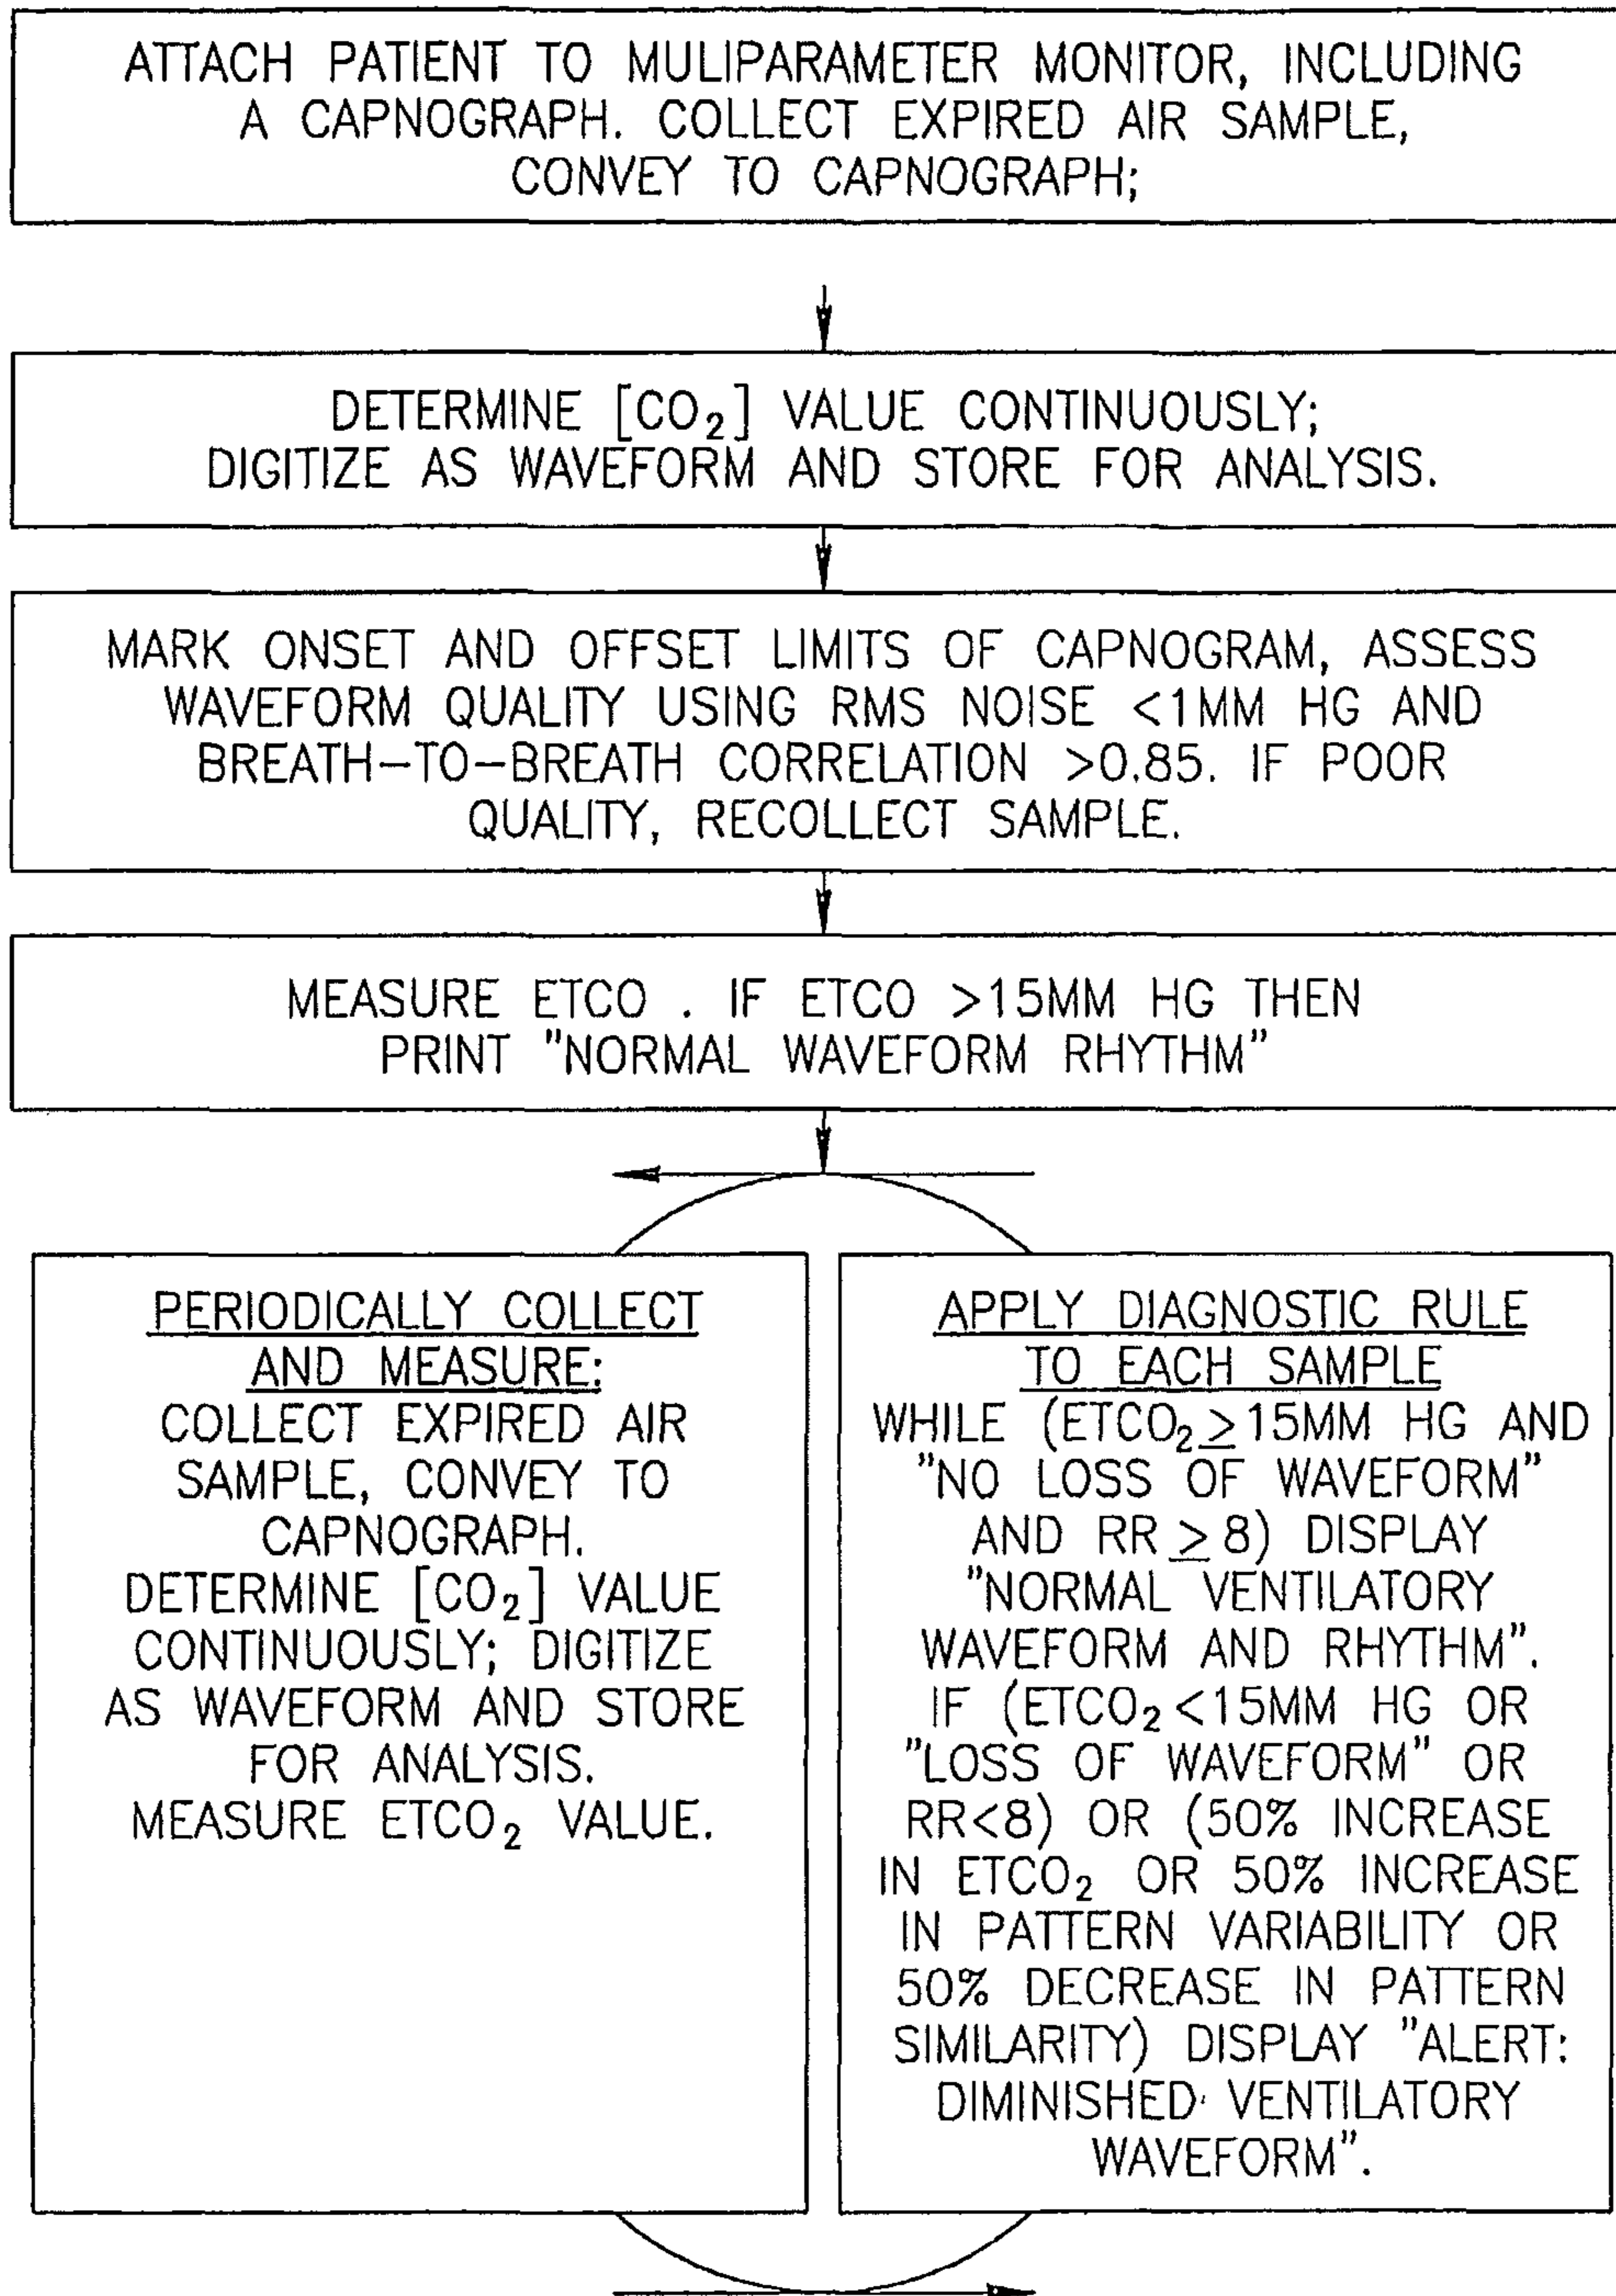 ATTACH PATIENT TO MULIPARAMETER MONITOR, INCLUDING
A CAPNOGRAPH. COLLECT EXPIRED AIR SAMPLE,
CONVEY TO CAPNOGRAPH;
DETERMINE [CO₂] VALUE CONTINUOUSLY;
DIGITIZE AS WAVEFORM AND STORE FOR ANALYSIS.
MARK ONSET AND OFFSET LIMITS OF CAPNOGRAM, ASSESS
WAVEFORM QUALITY USING RMS NOISE <1MM HG AND
BREATH-TO-BREATH CORRELATION >0.85. IF POOR
QUALITY, RECOLLECT SAMPLE.
MEASURE ETCO . IF ETCO >15MM HG THEN
PRINT "NORMAL WAVEFORM RHYTHM"
PERIODICALLY COLLECT
AND MEASURE:
COLLECT EXPIRED AIR
SAMPLE, CONVEY TO
CAPNOGRAPH.
DETERMINE [CO₂] VALUE
CONTINUOUSLY; DIGITIZE
AS WAVEFORM AND STORE
FOR ANALYSIS.
MEASURE ETCO₂ VALUE.
APPLY DIAGNOSTIC RULE
TO EACH SAMPLE
WHILE (ETCO₂ ≥15MM HG AND
"NO LOSS OF WAVEFORM"
AND RR ≥ 8) DISPLAY
"NORMAL VENTILATORY
WAVEFORM AND RHYTHM".
IF (ETCO₂ <15MM HG OR
"LOSS OF WAVEFORM" OR
RR<8) OR (50% INCREASE
IN ETCO₂ OR 50% INCREASE
IN PATTERN VARIABILITY OR
50% DECREASE IN PATTERN
SIMILARITY) DISPLAY "ALERT:
DIMINISHED VENTILATORY
WAVEFORM".